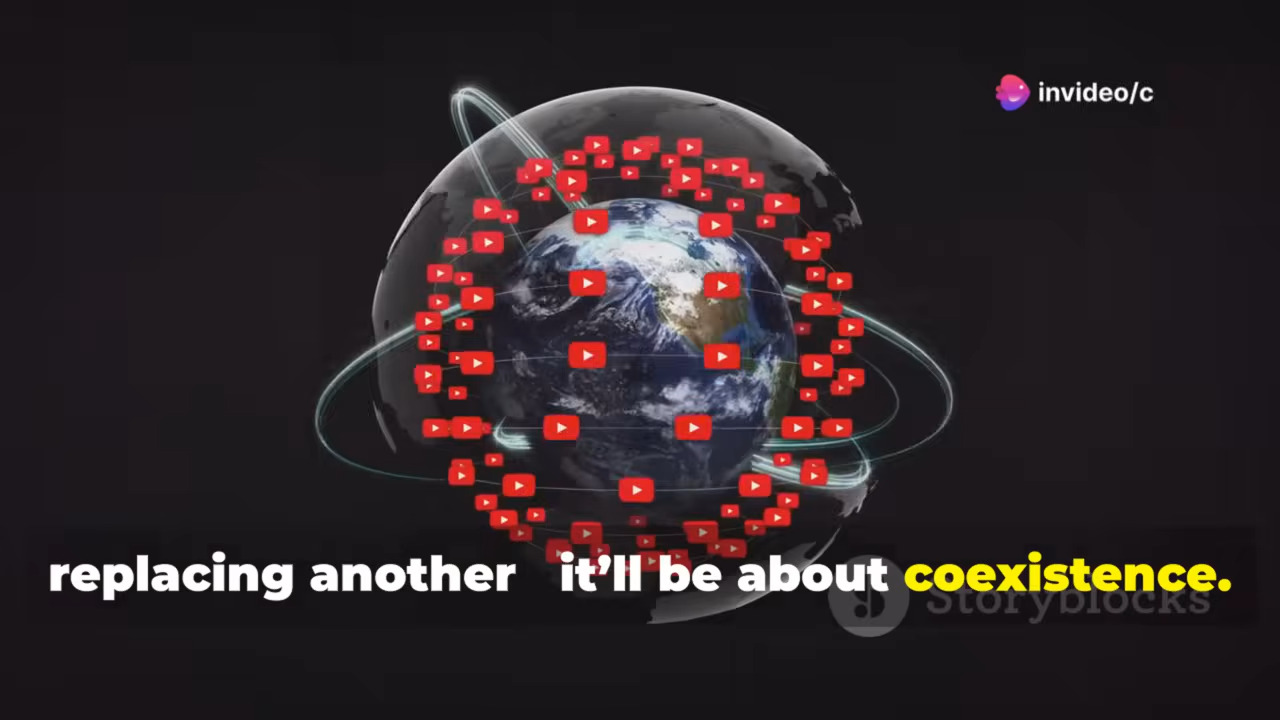 invideo/c
replacing another it’ll be about coexistence.
Storyblocks